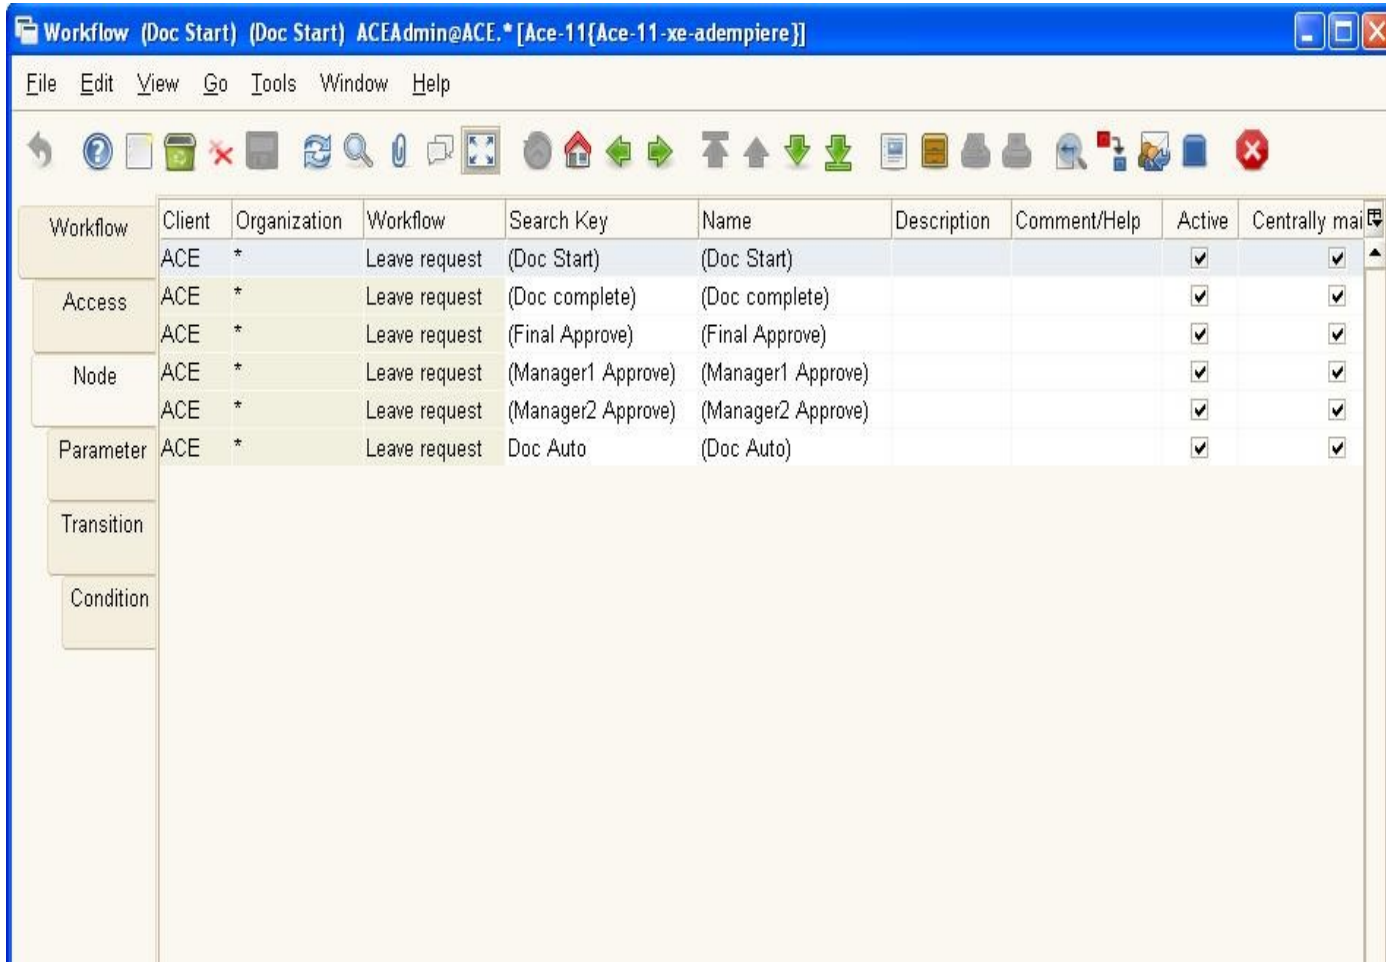 Workflow (Doc Start) (Doc Start) ACEAdmin@ACE.* [Ace-11{Ace-11-xe-adempiere}]
File Edit View Go Tools Window Help
Workflow
Access
Node
Parameter
Transition
Condition
Client Organization Workflow Search Key Name Description Comment/Help Active Centrally mai
ACE * Leave request (Doc Start) (Doc Start)
ACE * Leave request (Doc complete) (Doc complete)
ACE * Leave request (Final Approve) (Final Approve)
ACE * Leave request (Manager1 Approve) (Manager1 Approve)
ACE * Leave request (Manager2 Approve) (Manager2 Approve)
ACE * Leave request Doc Auto (Doc Auto)